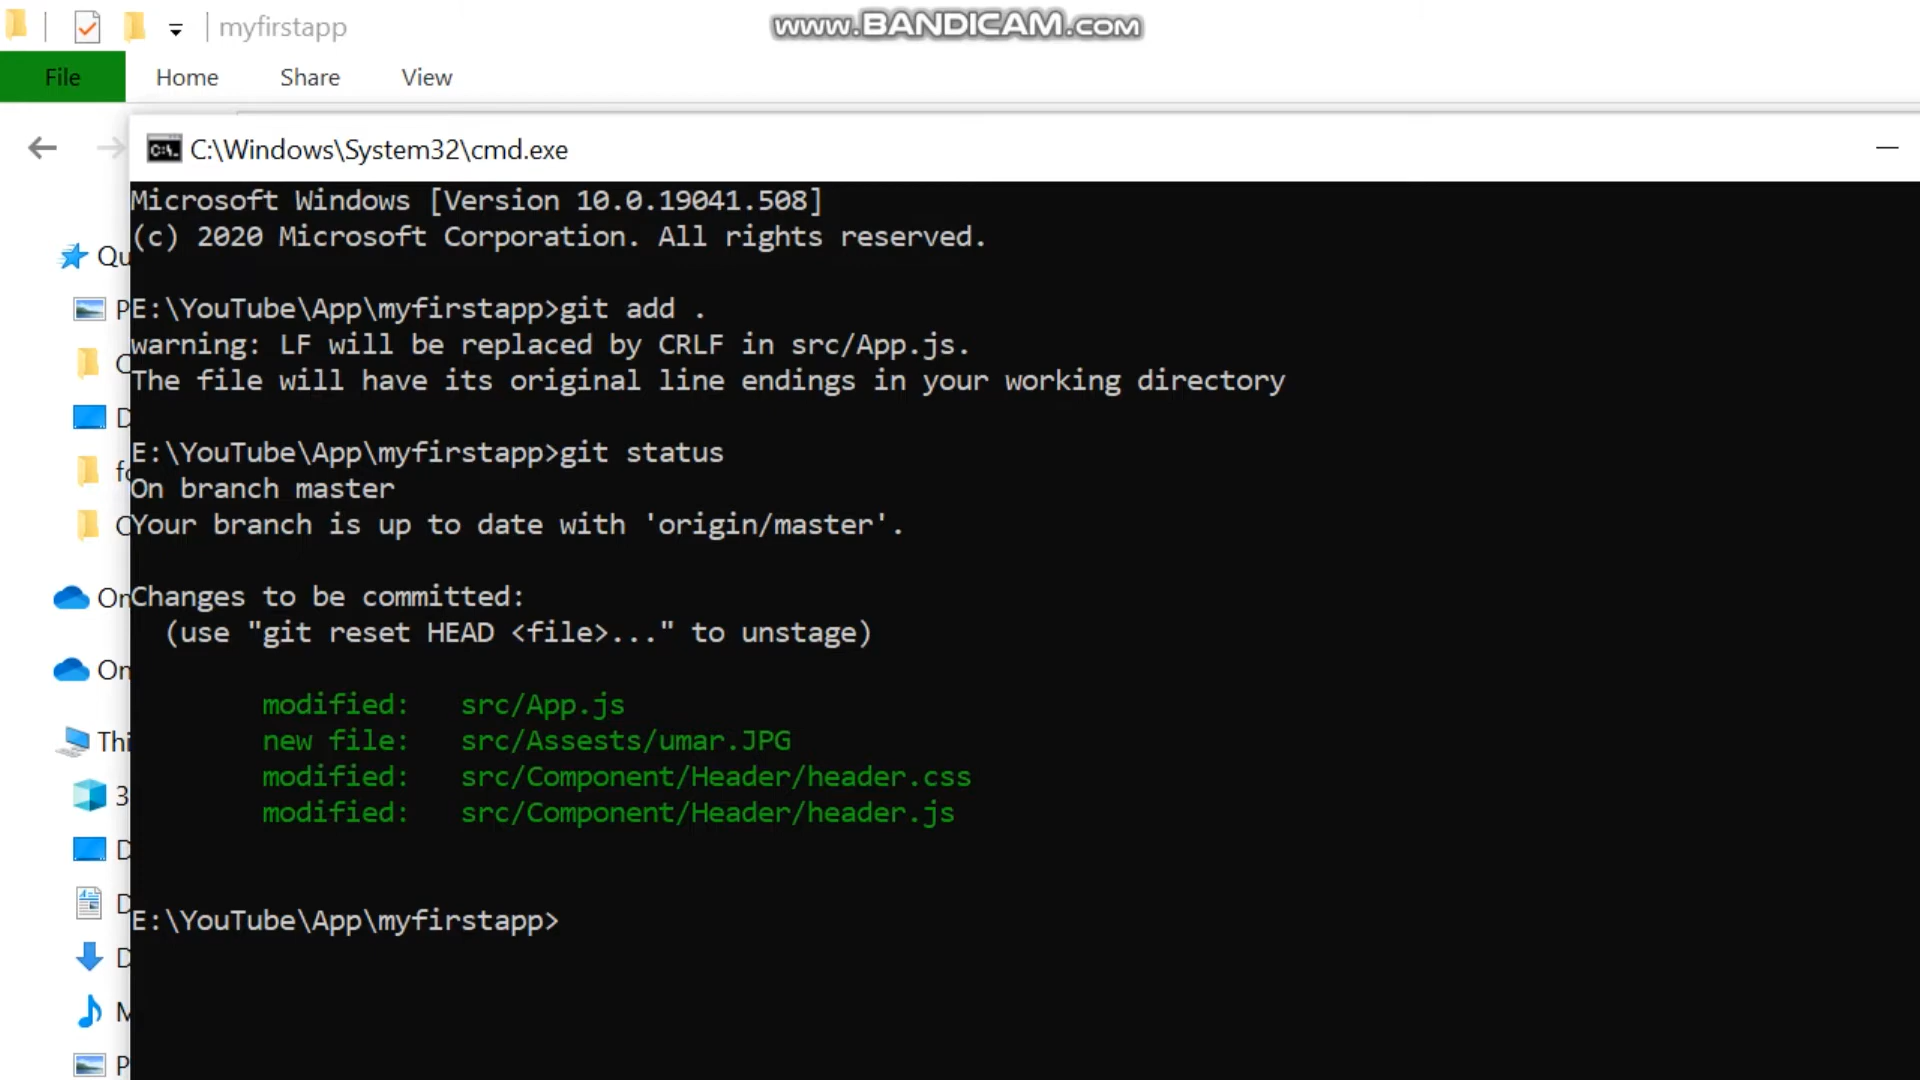 myfirstapp
www.BANDICAM.com
File Home Share View
C:\Windows\System32\cmd.exe
Microsoft Windows [Version 10.0.19041.508]
(c) 2020 Microsoft Corporation. All rights reserved.
E:\YouTube\App\myfirstapp>git add .
warning: LF will be replaced by CRLF in src/App.js.
The file will have its original line endings in your working directory
E:\YouTube\App\myfirstapp>git status
On branch master
Your branch is up to date with 'origin/master'.
Changes to be committed:
(use "git reset HEAD <file>..." to unstage)
modified: src/App.js
new file: src/Assests/umar.JPG
modified: src/Component/Header/header.css
modified: src/Component/Header/header.js
E:\YouTube\App\myfirstapp>